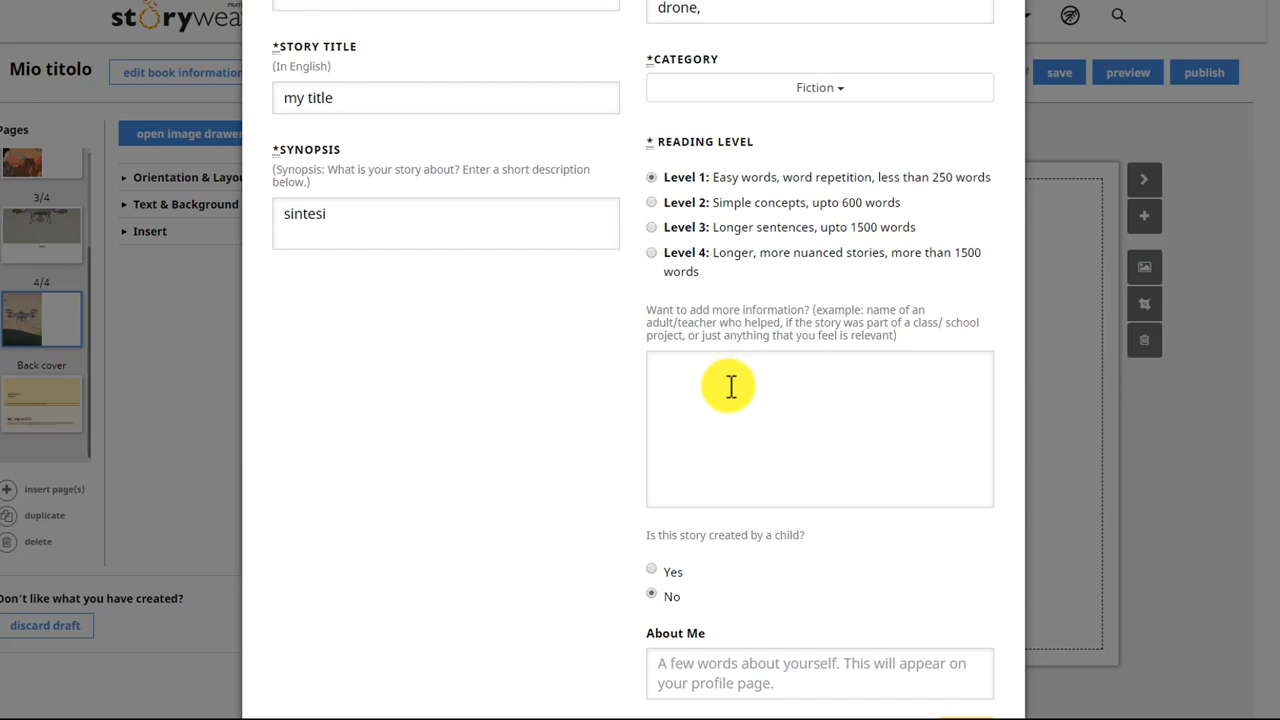 FRATE
storyweav
Mio titolo
edit book information
save
preview
publish
Pages
3/4
4/4
Back cover
insert page(s)
duplicate
delete
Don't like what you have created?
discard draft
open image drawer
Orientation & Layou
Text & Background
Insert
*STORY TITLE
(In English)
my title
*SYNOPSIS
(Synopsis: What is your story about? Enter a short description
below.)
sintesi
drone,
*CATEGORY
Fiction
* READING LEVEL
Level 1: Easy words, word repetition, less than 250 words
Level 2: Simple concepts, upto 600 words
Level 3: Longer sentences, upto 1500 words
Level 4: Longer, more nuanced stories, more than 1500
words
Want to add more information? (example: name of an
adult/teacher who helped, if the story was part of a class/ school
project, or just anything that you feel is relevant)
Is this story created by a child?
Yes
No
About Me
A few words about yourself. This will appear on
your profile page.